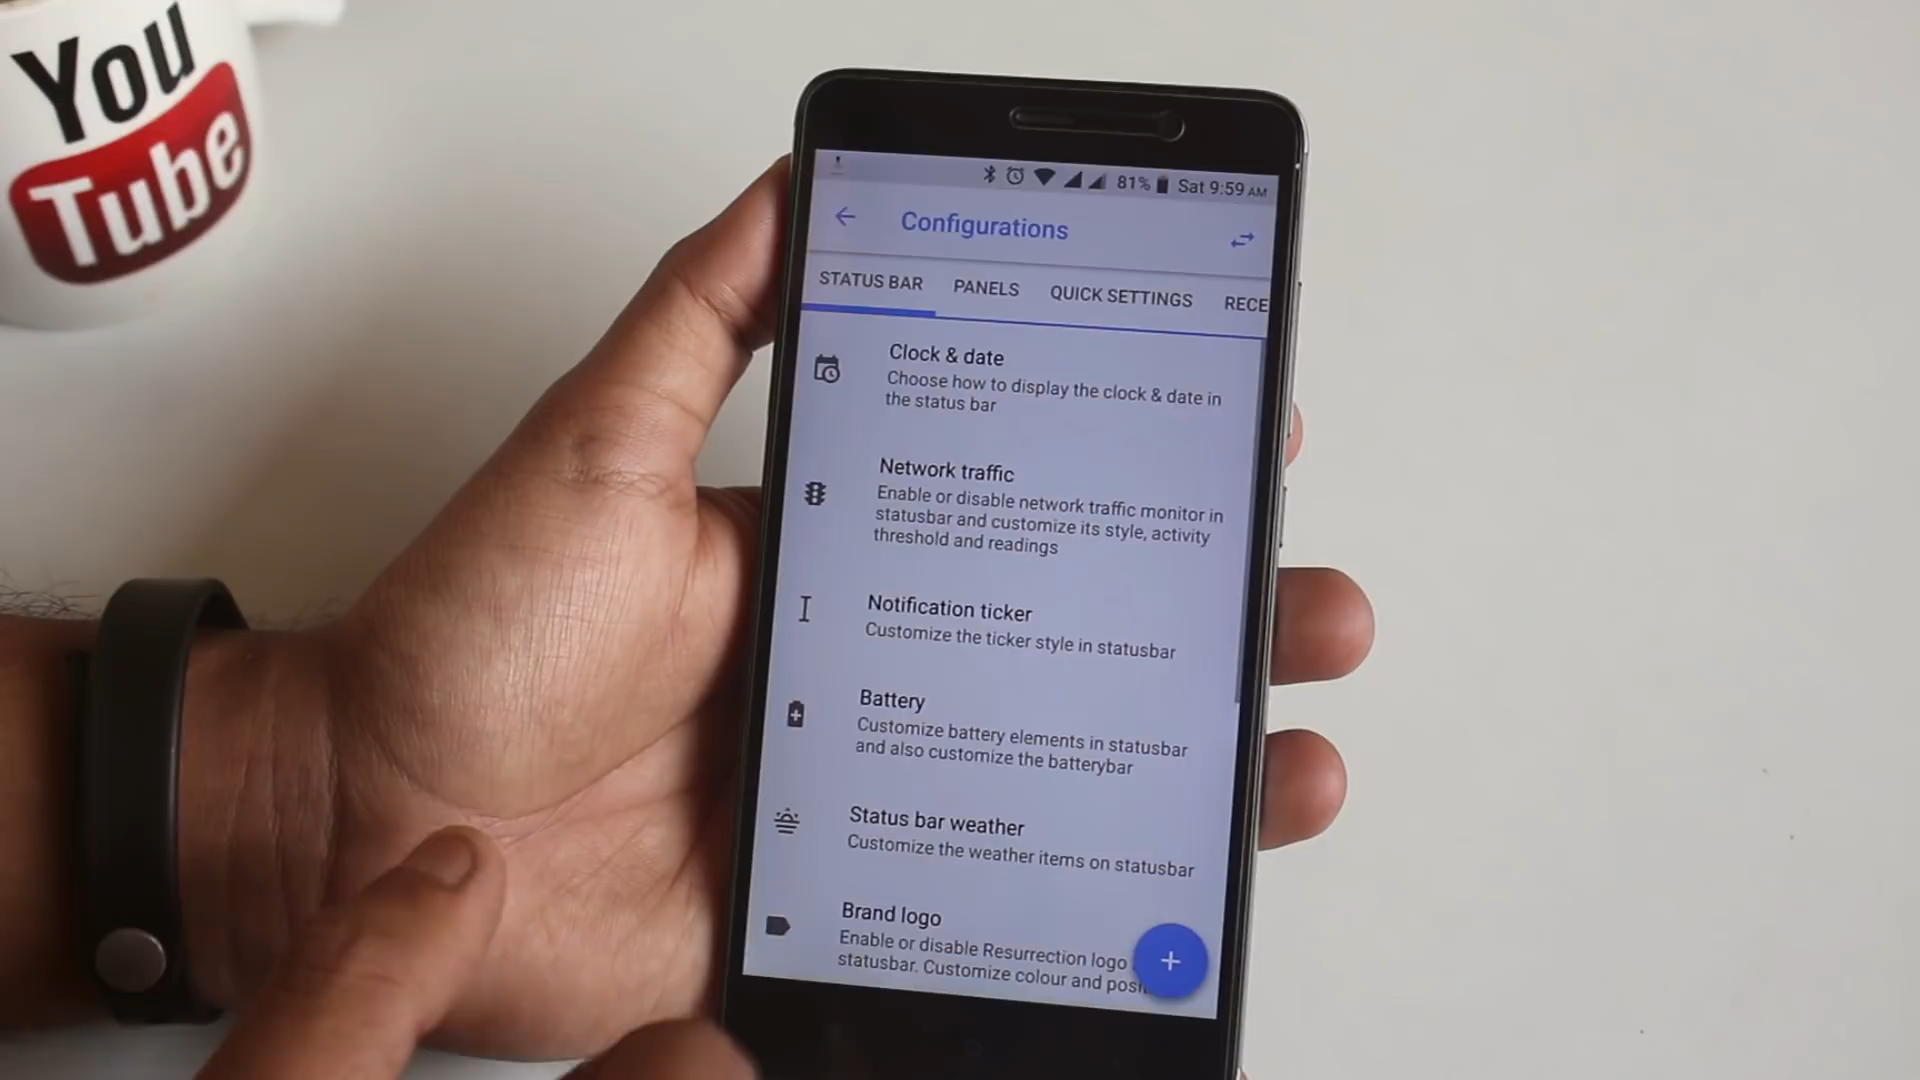 You
Tube
81% Sat 9:59 AM
Configurations
STATUS BAR PANELS QUICK SETTINGS RECE
Clock & date
Choose how to display the clock & date in
the status bar
Network traffic
Enable or disable network traffic monitor in
statusbar and customize its style, activity
threshold and readings
Notification ticker
Customize the ticker style in statusbar
Battery
Customize battery elements in statusbar
and also customize the batterybar
Status bar weather
Customize the weather items on statusbar
Brand logo
Enable or disable Resurrection logo
statusbar. Customize colour and posi